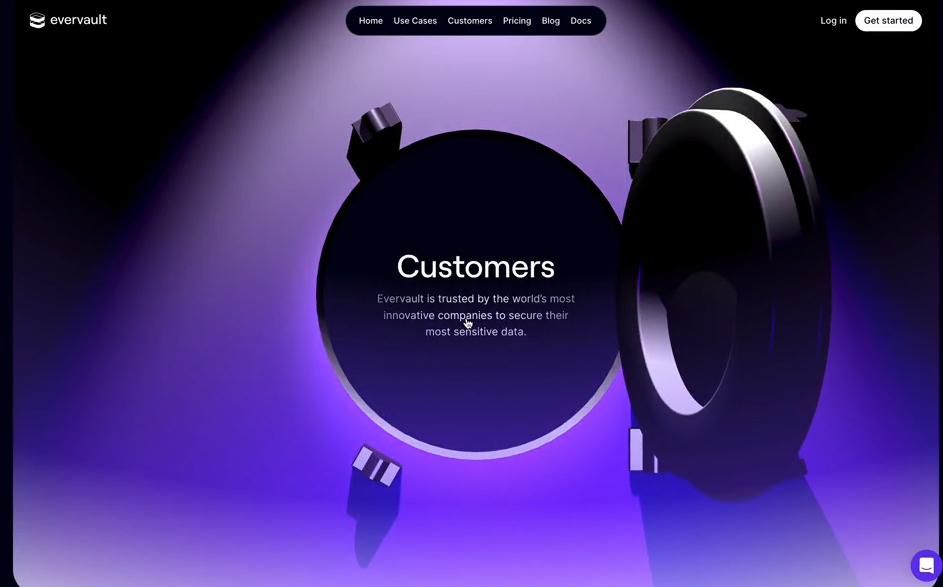 evervault
Home Use Cases Customers Pricing Blog Docs
Log in
Get started
Customers
Evervault is trusted by the world's most
innovative companies to secure their
most sensitive data.